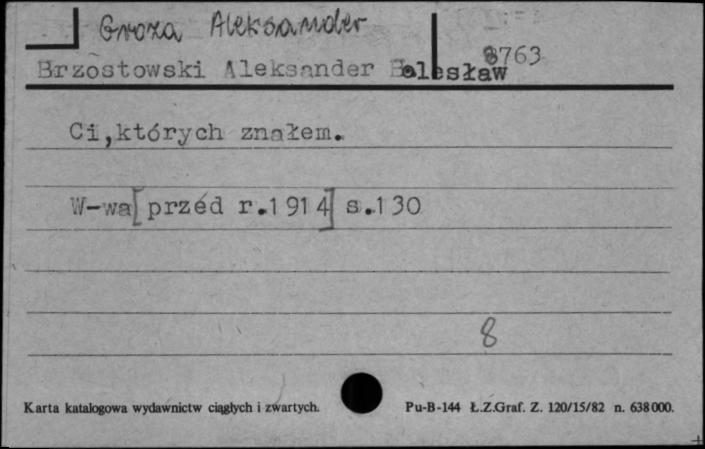 Groza Aleksander
8763
Brzostowski Aleksander Bolesław
Ci,których znałem.
W-wa[przed r.1914] s.130
8
Karta katalogowa wydawnictw ciągłych i zwartych. Pu-B-144 Ł.Z.Graf. Z. 120/15/82 n. 638000.